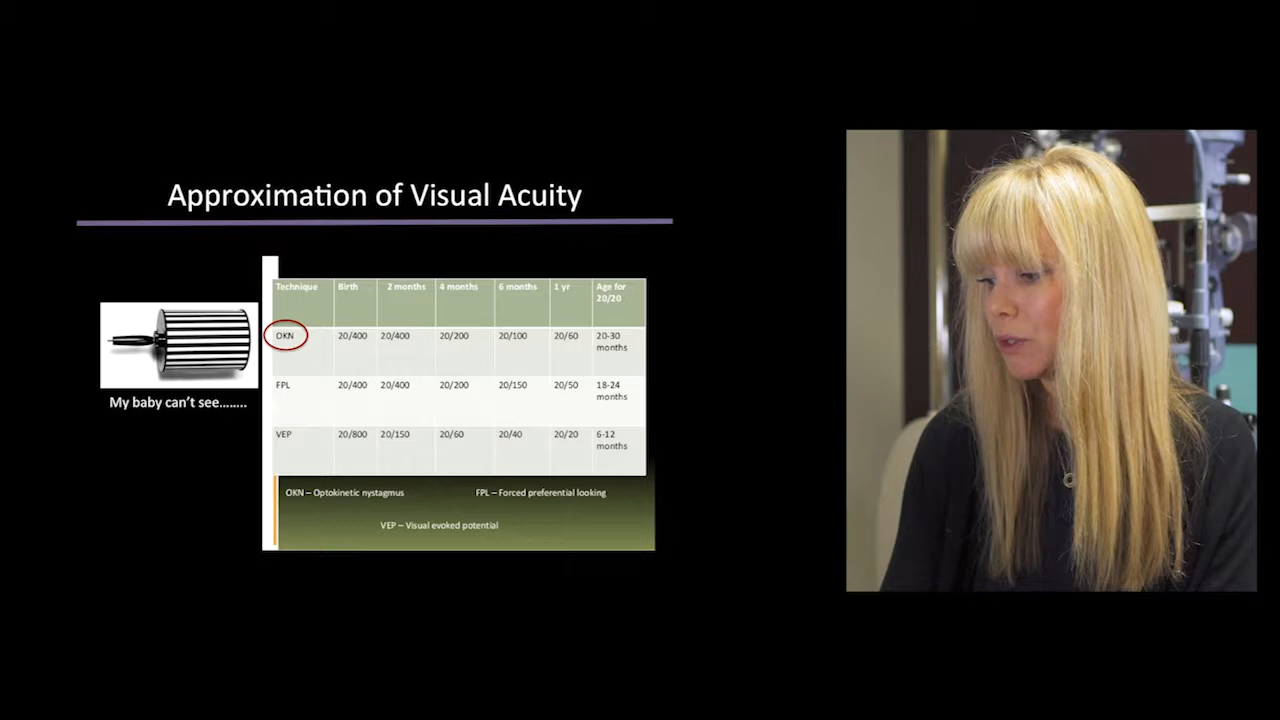 Approximation of Visual Acuity
Technique Birth 2 months 4 months 6 months 1 yr Age for
20/20
OKN 20/400 20/400 20/200 20/100 20/60 20-30
months
FPL 20/400 20/400 20/200 20/150 20/50 18-24
months
VEP 20/800 20/150 20/60 20/40 20/20 6-12
months
My baby can't see........
OKN – Optokinetic nystagmus FPL – Forced preferential looking
VEP – Visual evoked potential